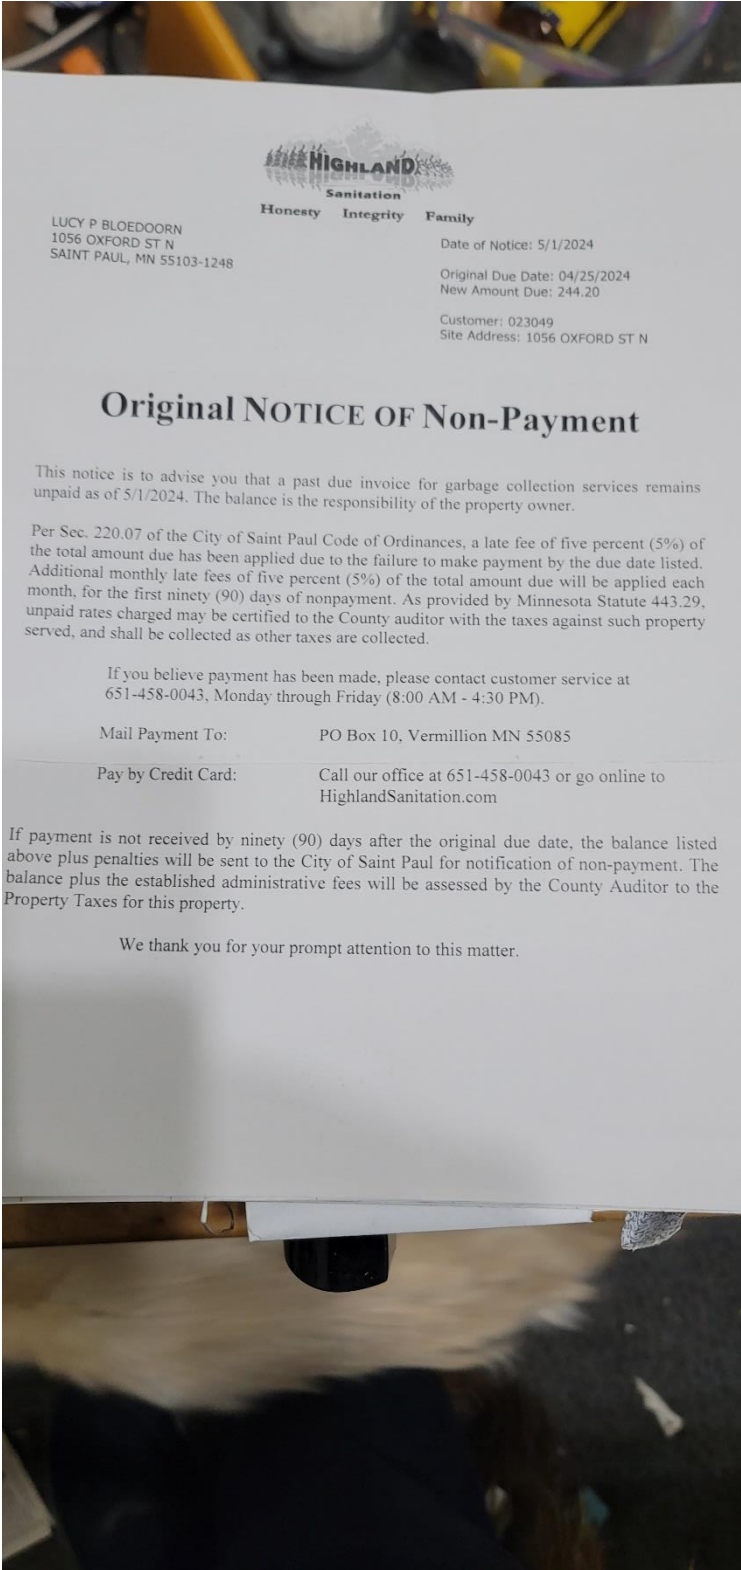 HIGHLAND
Sanitation
Honesty Integrity Family
LUCY P BLOEDOORN
1056 OXFORD ST N
SAINT PAUL, MN 55103-1248
Date of Notice: 5/1/2024
Original Due Date: 04/25/2024
New Amount Due: 244.20
Customer: 023049
Site Address: 1056 OXFORD ST N
Original NOTICE OF Non-Payment
This notice is to advise you that a past due invoice for garbage collection services remains
unpaid as of 5/1/2024. The balance is the responsibility of the property owner.
Per Sec. 220.07 of the City of Saint Paul Code of Ordinances, a late fee of five percent (5%) of
the total amount due has been applied due to the failure to make payment by the due date listed.
Additional monthly late fees of five percent (5%) of the total amount due will be applied each
month, for the first ninety (90) days of nonpayment. As provided by Minnesota Statute 443.29,
unpaid rates charged may be certified to the County auditor with the taxes against such property
served, and shall be collected as other taxes are collected.
If you believe payment has been made, please contact customer service at
651-458-0043, Monday through Friday (8:00 AM - 4:30 PM).
Mail Payment To: PO Box 10, Vermillion MN 55085
Pay by Credit Card: Call our office at 651-458-0043 or go online to
HighlandSanitation.com
If payment is not received by ninety (90) days after the original due date, the balance listed
above plus penalties will be sent to the City of Saint Paul for notification of non-payment. The
balance plus the established administrative fees will be assessed by the County Auditor to the
Property Taxes for this property.
We thank you for your prompt attention to this matter.